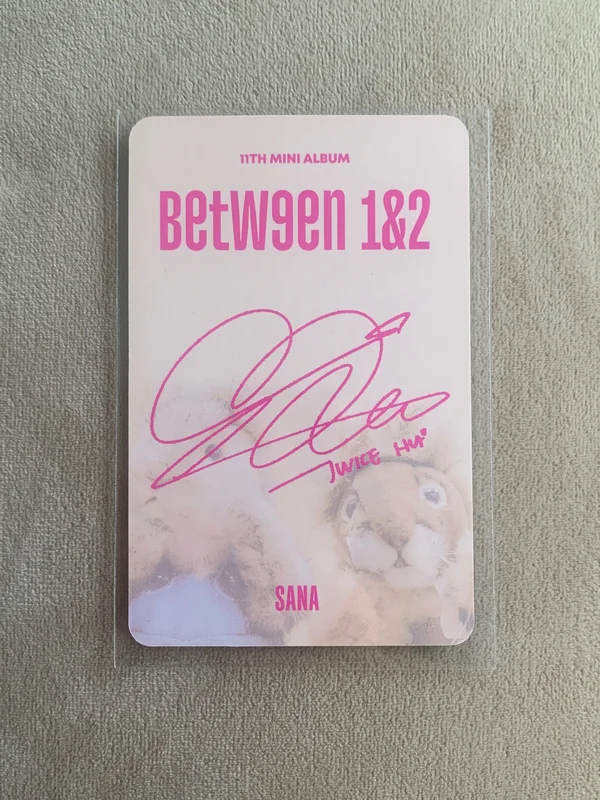 11TH MINI ALBUM
BetW9en 1&2
TWICE
SANA